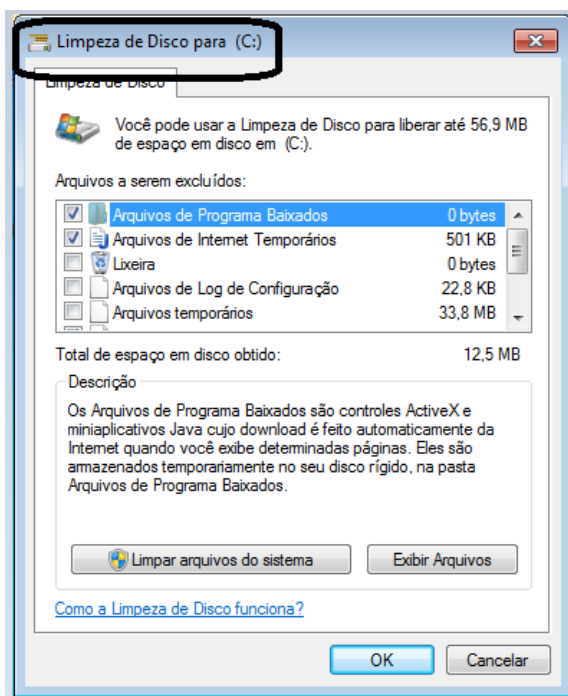 Limpeza de Disco para (C:)
Limpeza de Disco
Você pode usar a Limpeza de Disco para liberar até 56,9 MB
de espaço em disco em (C:).
Arquivos a serem excluídos:
Arquivos de Programa Baixados 0 bytes
Arquivos de Internet Temporários 501 KB
Lixeira 0 bytes
Arquivos de Log de Configuração 22,8 KB
Arquivos temporários 33,8 MB
Total de espaço em disco obtido: 12,5 MB
Descrição
Os Arquivos de Programa Baixados são controles ActiveX e
miniaplicativos Java cujo download é feito automaticamente da
Internet quando você exibe determinadas páginas. Eles são
armazenados temporariamente no seu disco rígido, na pasta
Arquivos de Programa Baixados.
Limpar arquivos do sistema Exibir Arquivos
Como a Limpeza de Disco funciona?
OK Cancelar